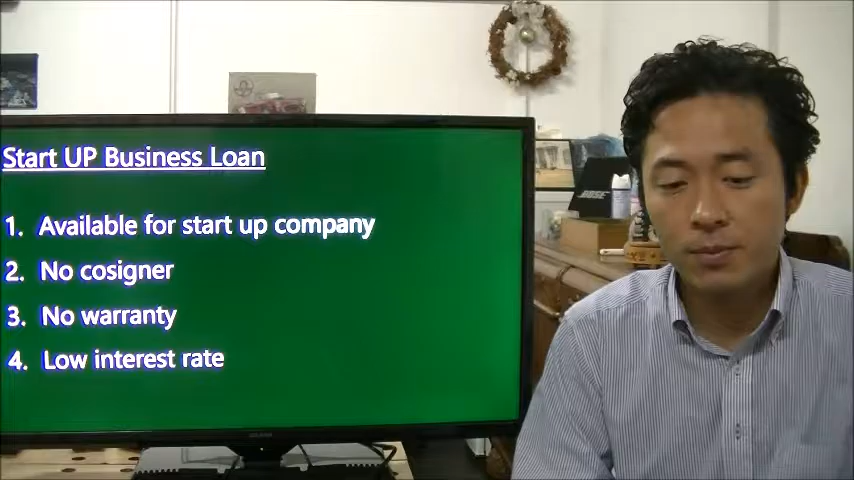 Start UP Business Loan
1. Available for start up company
2. No cosigner
3. No warranty
4. Low interest rate
BOSE